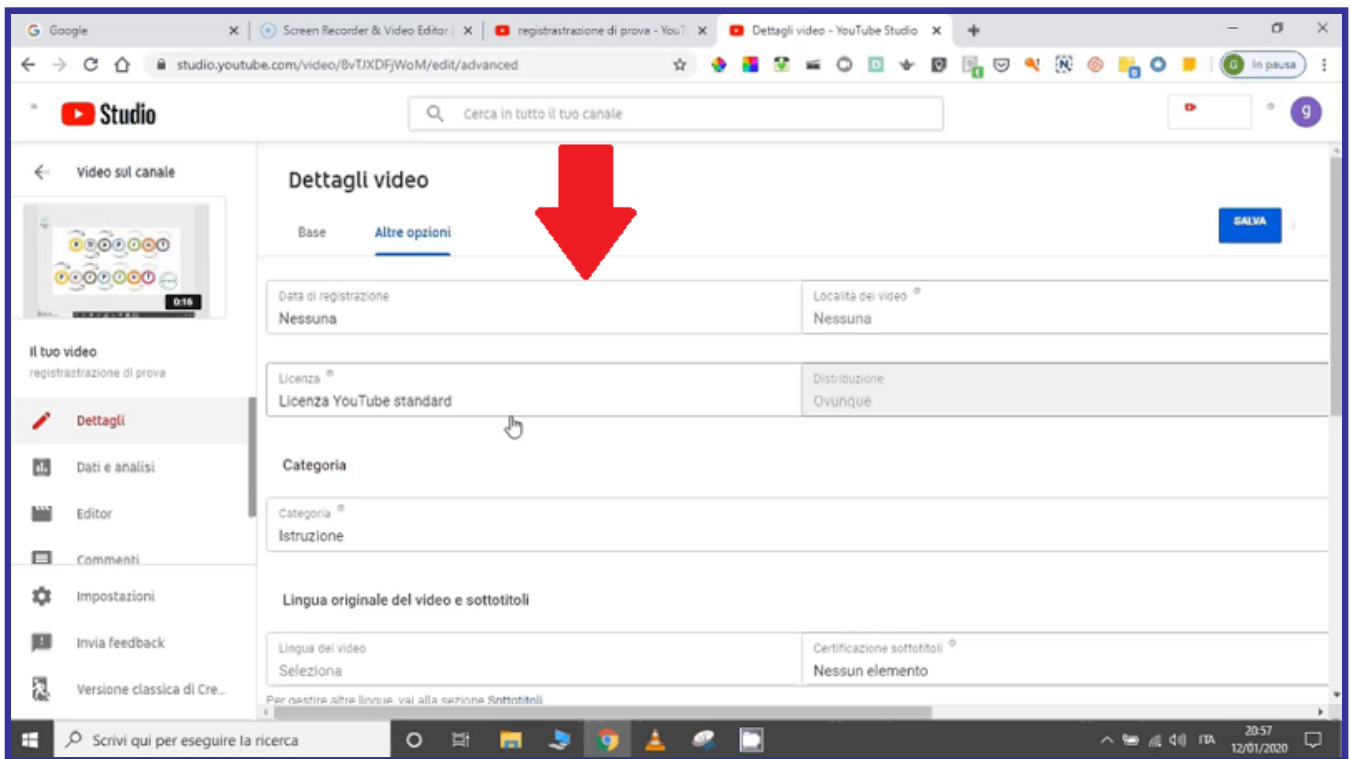 Google
Screen Recorder & Video Editor |
registrastrazione di prova - YouT
Dettagli video - YouTube Studio
studio.youtube.com/video/8vTJXDFjWoM/edit/advanced
G In pausa
Studio
Cerca in tutto il tuo canale
g
Video sul canale
Dettagli video
Base
Altre opzioni
SALVA
0:16
Data di registrazione
Nessuna
Località dei video
Nessuna
Il tuo video
registrastrazione di prova
Licenza
Licenza YouTube standard
Distribuzione
Ovunque
Dettagli
Dati e analisi
Editor
Commenti
Categoria
Categoria
Istruzione
Impostazioni
Invia feedback
Versione classica di Cre...
Lingua originale del video e sottotitoli
Lingua del video
Seleziona
Certificazione sottotitoli
Nessun elemento
Per gestire altre lingue, vai alla sezione Sottotitoli
Scrivi qui per eseguire la ricerca
ITA
20:57
12/01/2020